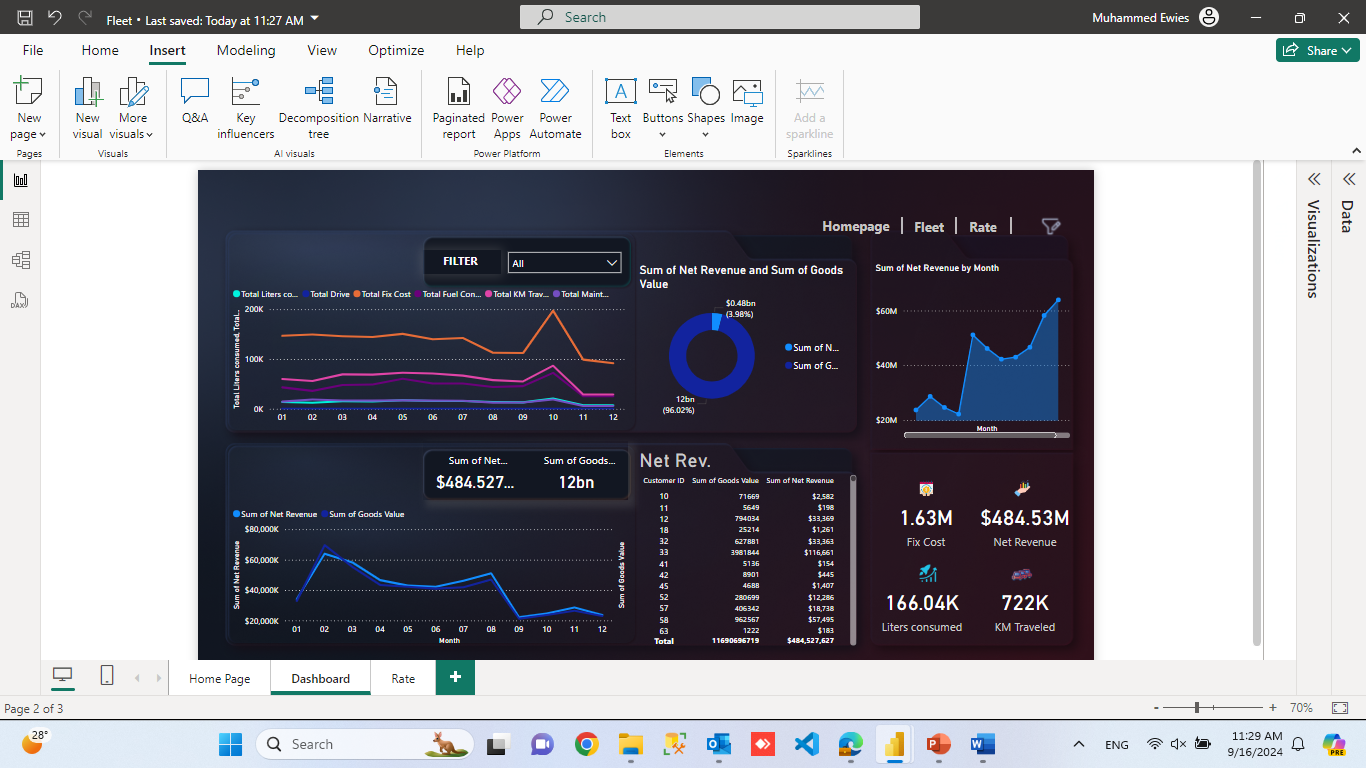 Fleet • Last saved: Today at 11:27 AM
Search
Muhammed Ewies
File Home Insert Modeling View Optimize Help
Share
New page
New visual
More visuals
Q&A
Key influencers
Decomposition tree
Narrative
Paginated report
Power Apps
Power Automate
Text box
Buttons
Shapes
Image
Add a sparkline
Pages Visuals AI visuals Power Platform Elements Sparklines
DAX
Visualizations
Data
Homepage | Fleet | Rate |
FILTER
All
Total Liters co... Total Drive Total Fix Cost Total Fuel Con... Total KM Trav... Total Maint...
Total Liters consumed, Total...
200K
100K
0K
01 02 03 04 05 06 07 08 09 10 11 12
Sum of Net Revenue and Sum of Goods
Value
$0.48bn
(3.98%)
Sum of N...
Sum of G...
12bn
(96.02%)
Sum of Net Revenue by Month
$60M
$40M
$20M
Month
Sum of Net...
$484.527...
Sum of Goods...
12bn
Sum of Net Revenue Sum of Goods Value
Sum of Net Revenue
$80,000K
$60,000K
$40,000K
$20,000K
01 02 03 04 05 06 07 08 09 10 11 12
Month
Sum of Goods Value
Net Rev.
Customer ID Sum of Goods Value Sum of Net Revenue
10 71669 $2,582
11 5649 $198
12 794034 $33,369
18 25214 $1,261
32 627881 $33,363
33 3981844 $116,661
41 5136 $154
42 8901 $445
45 4688 $1,407
52 280699 $12,286
57 406342 $18,738
58 962567 $57,495
63 1222 $183
Total 11690696719 $484,527,627
1.63M
Fix Cost
$484.53M
Net Revenue
166.04K
Liters consumed
722K
KM Traveled
Home Page Dashboard Rate +
Page 2 of 3
- + 70%
28°
Search
ENG
11:29 AM
9/16/2024
PRE